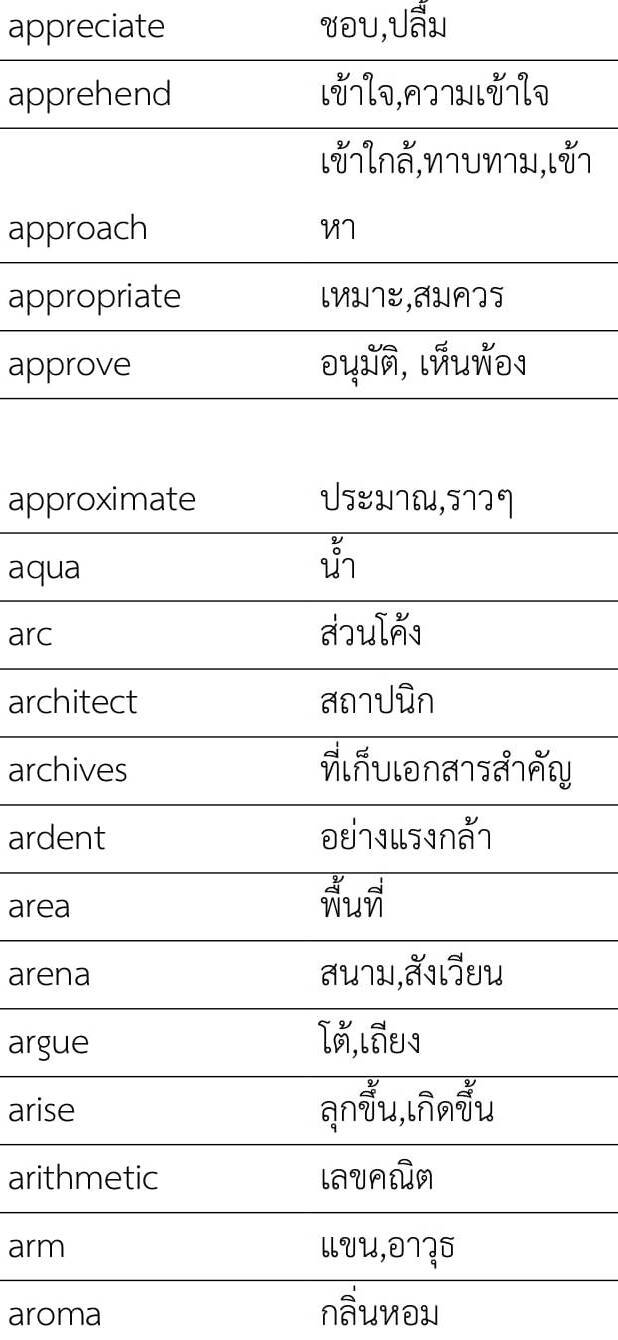 appreciate ชอบ,ปลื้ม
apprehend เข้าใจ,ความเข้าใจ
เข้าใกล้,ทาบทาม,เข้า
approach หา
appropriate เหมาะ,สมควร
approve อนุมัติ, เห็นพ้อง
approximate ประมาณ,ราวๆ
aqua น้ำ
arc ส่วนโค้ง
architect สถาปนิก
archives ที่เก็บเอกสารสำคัญ
ardent อย่างแรงกล้า
area พื้นที่
arena สนาม,สังเวียน
argue โต้,เถียง
arise ลุกขึ้น,เกิดขึ้น
arithmetic เลขคณิต
arm แขน,อาวุธ
aroma กลิ่นหอม